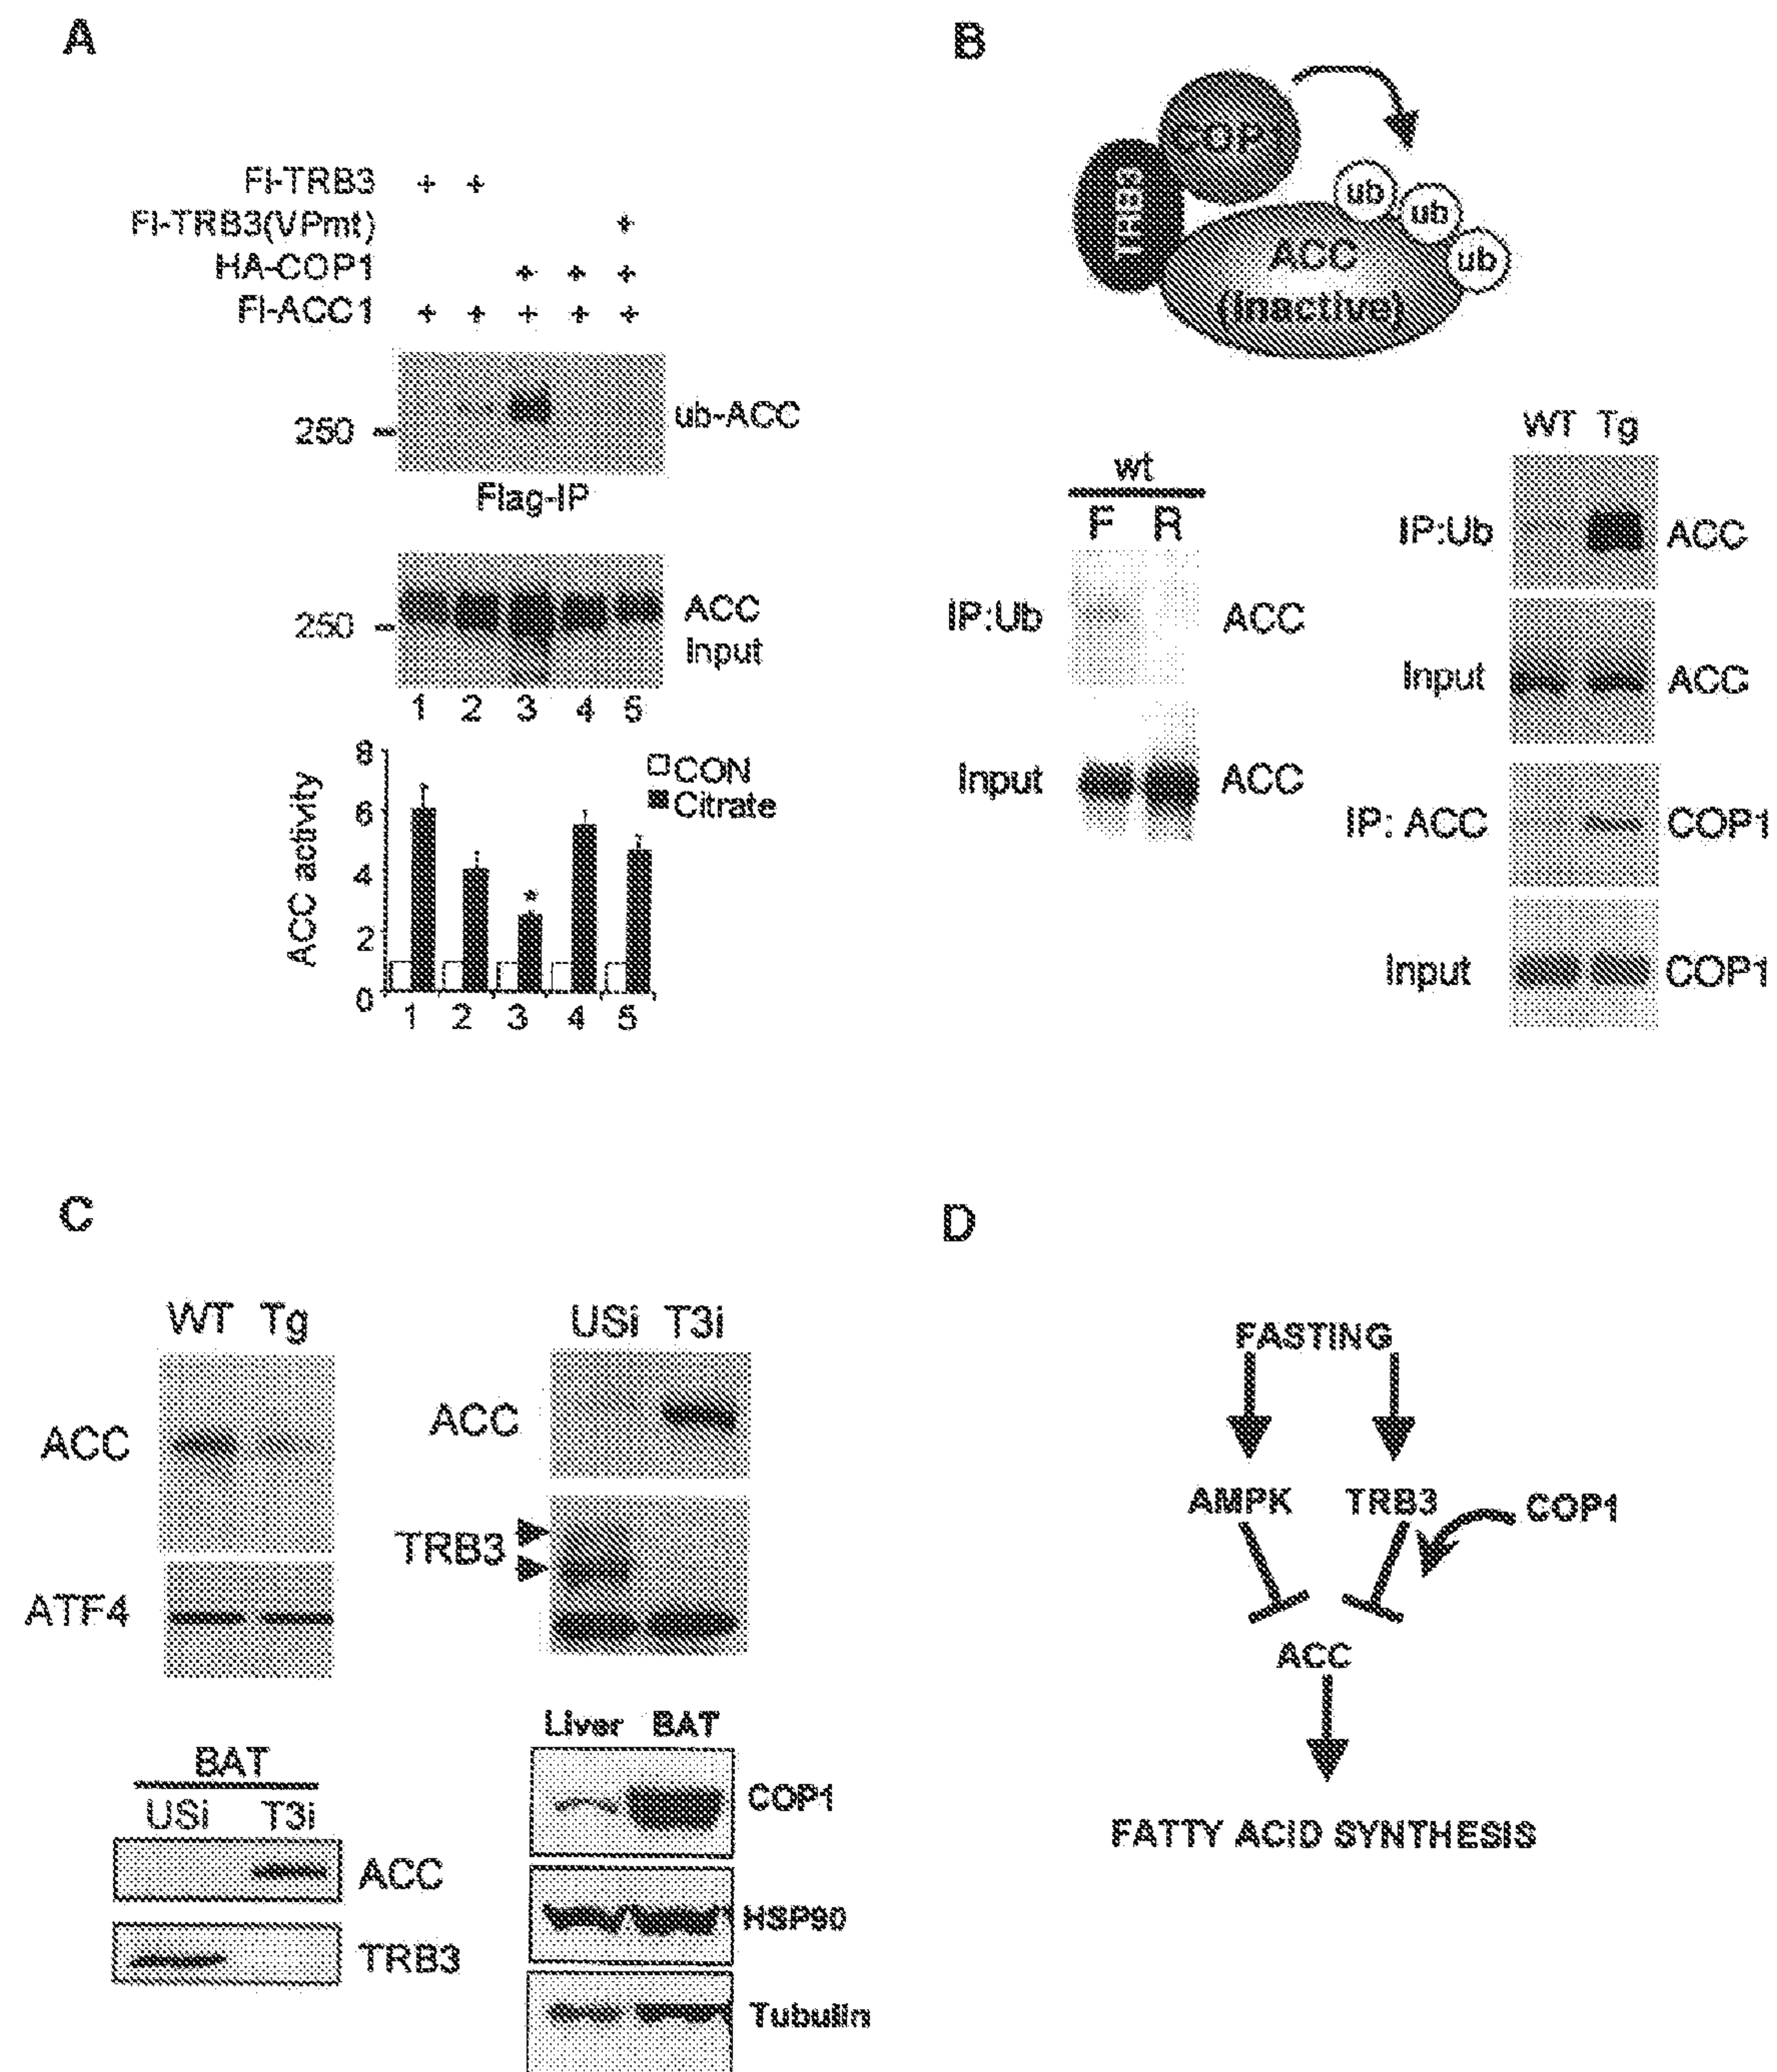 A
Fl-TRB3 + +
Fl-TRB3(VPmt) +
HA-COP1 + + +
Fl-ACC1 + + + + +
250
ub-ACC
Flag-IP
250
ACC
Input
1 2 3 4 5
ACC activity
8
6
4
2
0
CON
Citrate
*
1 2 3 4 5
B
COP1
TRB3
ub
ub
ub
ACC
(inactive)
wt
F R
IP:Ub ACC
Input ACC
WT Tg
IP:Ub ACC
Input ACC
IP: ACC COP1
Input COP1
C
WT Tg
ACC
ATF4
USi T3i
ACC
TRB3
BAT
USi T3i
ACC
TRB3
Liver BAT
COP1
HSP90
Tubulin
D
FASTING
AMPK TRB3 COP1
ACC
FATTY ACID SYNTHESIS